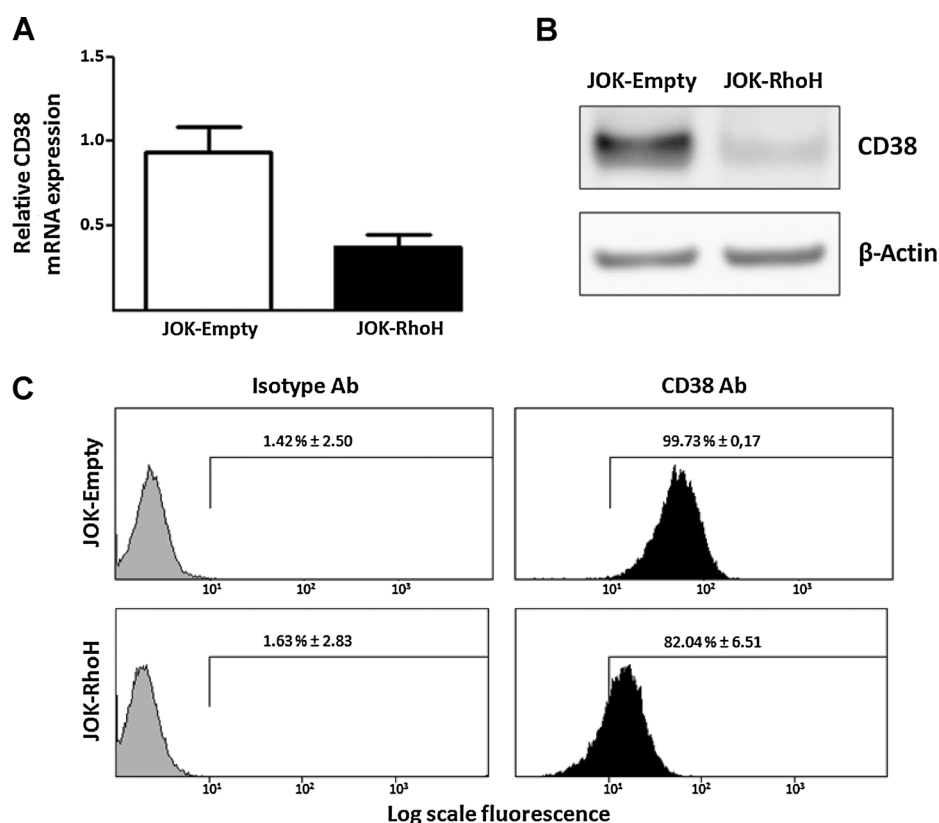 A
Relative CD38
mRNA expression
1.5
1.0
0.5
JOK-Empty JOK-RhoH
B
JOK-Empty JOK-RhoH
CD38
β-Actin
C
Isotype Ab CD38 Ab
JOK-Empty
1.42% ± 2.50
10¹ 10² 10³
99.73% ± 0,17
10¹ 10² 10³
JOK-RhoH
1.63% ± 2.83
10¹ 10² 10³
82.04% ± 6.51
10¹ 10² 10³
Log scale fluorescence